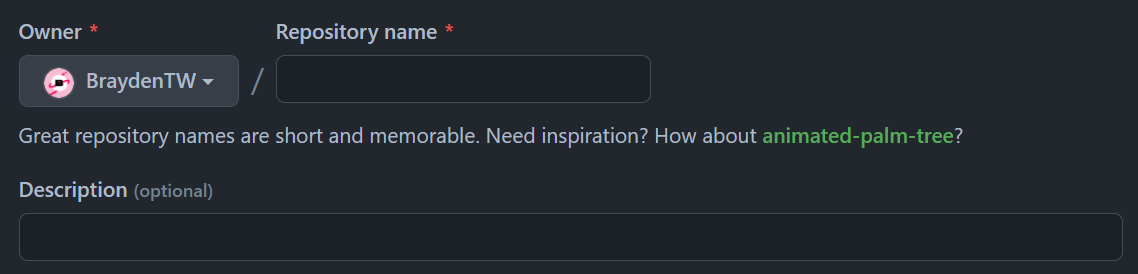 Owner * Repository name *
BraydenTW /
Great repository names are short and memorable. Need inspiration? How about animated-palm-tree?
Description (optional)